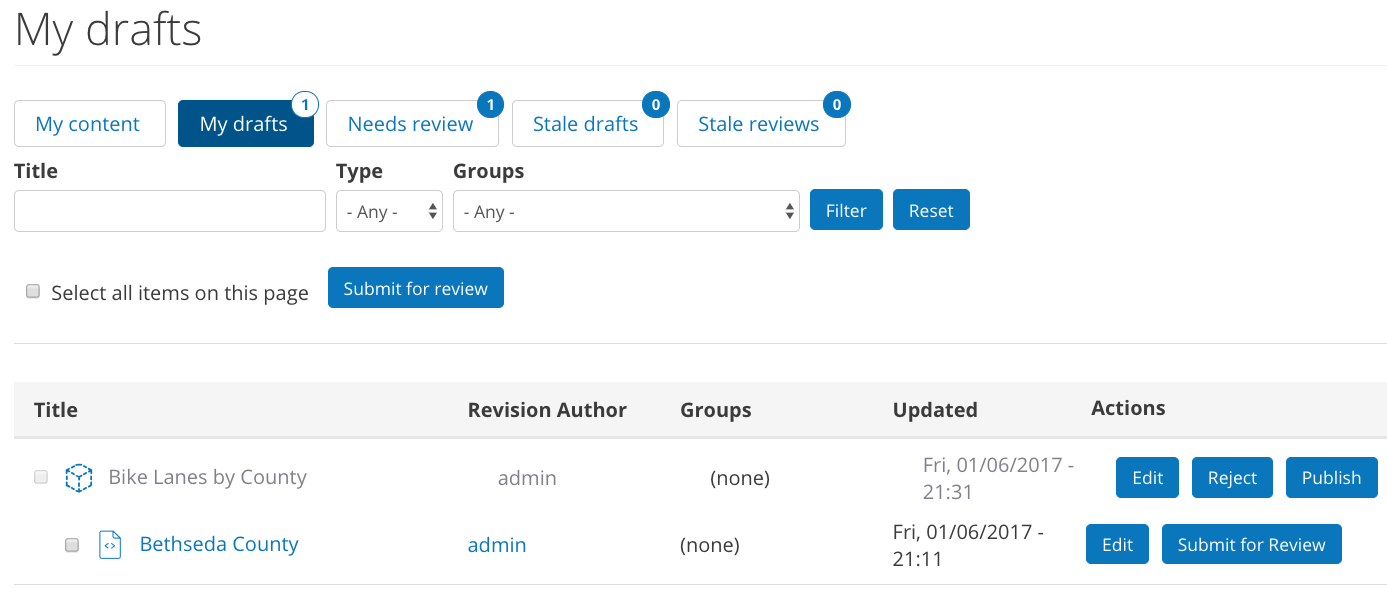 My drafts
My content
My drafts 1
Needs review 1
Stale drafts 0
Stale reviews 0
Title Type Groups
- Any - - Any - Filter Reset
Select all items on this page Submit for review
Title Revision Author Groups Updated Actions
Bike Lanes by County admin (none) Fri, 01/06/2017 - Edit Reject Publish
21:31
Bethseda County admin (none) Fri, 01/06/2017 - Edit Submit for Review
21:11